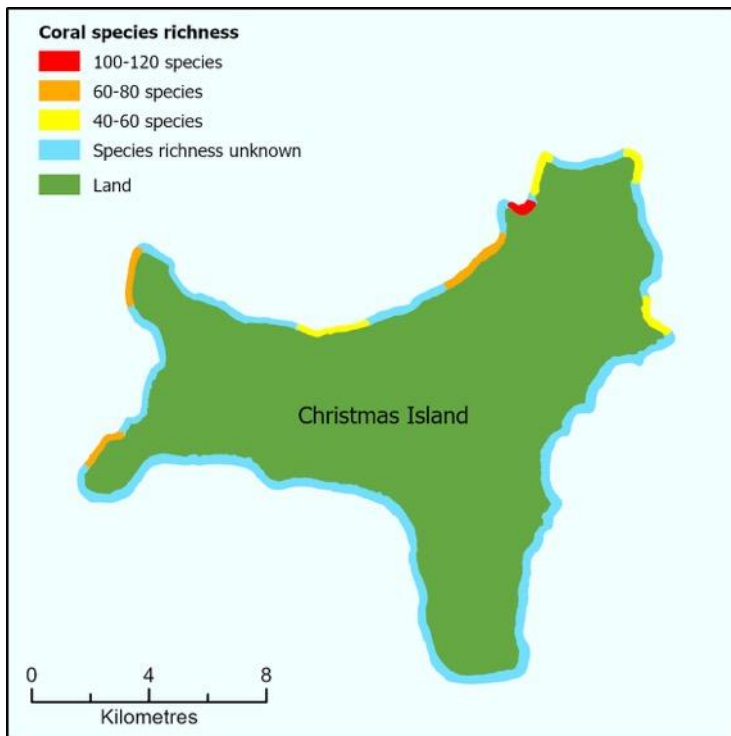 Coral species richness
100-120 species
60-80 species
40-60 species
Species richness unknown
Land
Christmas Island
0 4 8
Kilometres